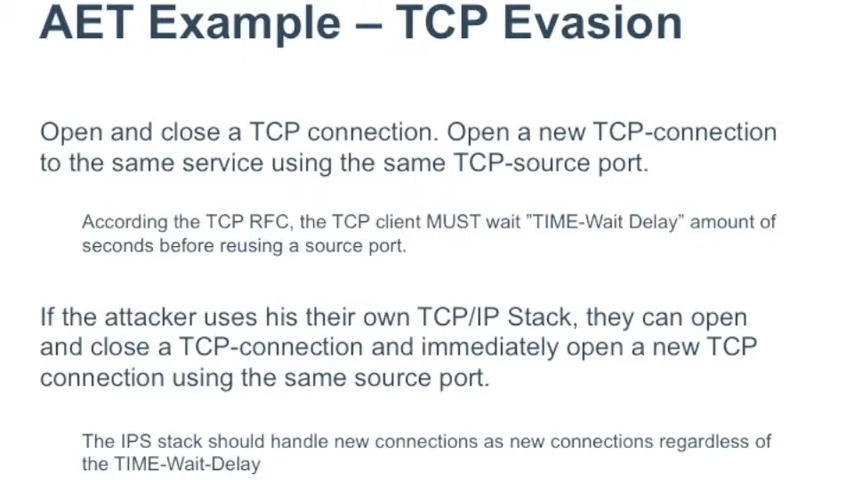 AET Example – TCP Evasion
Open and close a TCP connection. Open a new TCP-connection
to the same service using the same TCP-source port.
According the TCP RFC, the TCP client MUST wait ”TIME-Wait Delay” amount of
seconds before reusing a source port.
If the attacker uses his their own TCP/IP Stack, they can open
and close a TCP-connection and immediately open a new TCP
connection using the same source port.
The IPS stack should handle new connections as new connections regardless of
the TIME-Wait-Delay